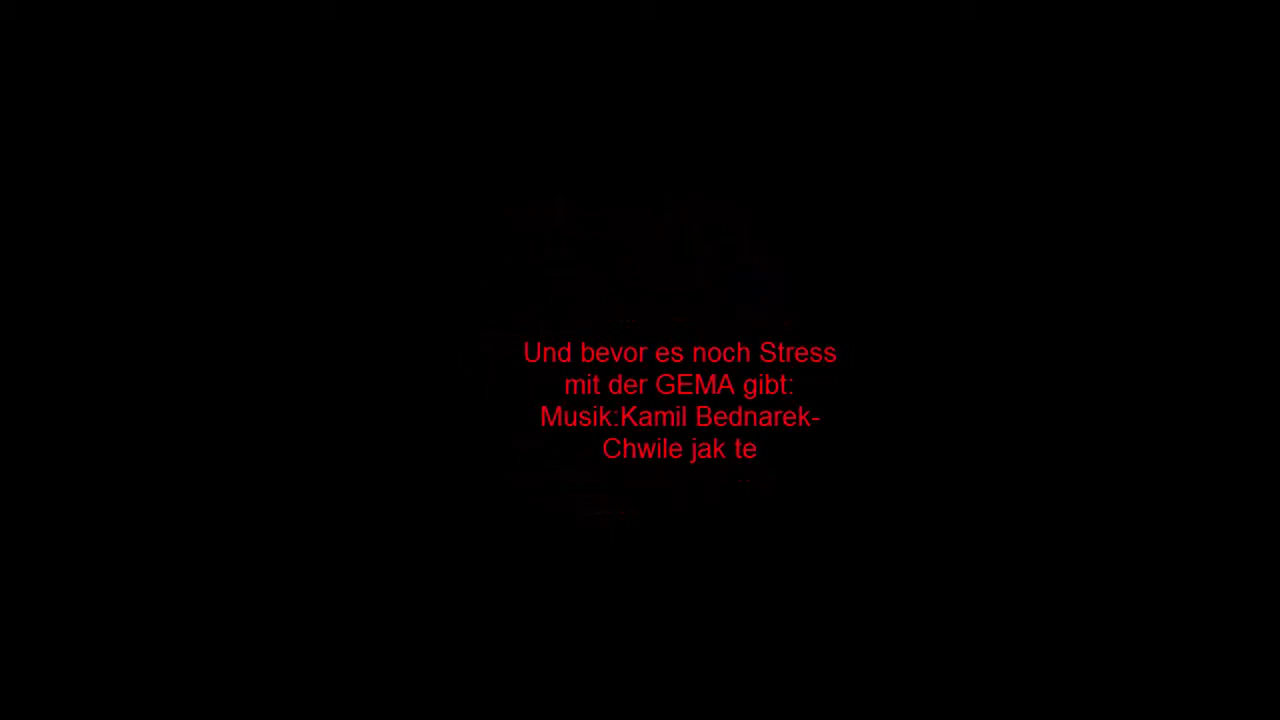 Und bevor es noch Stress
mit der GEMA gibt:
Musik:Kamil Bednarek-
Chwile jak te